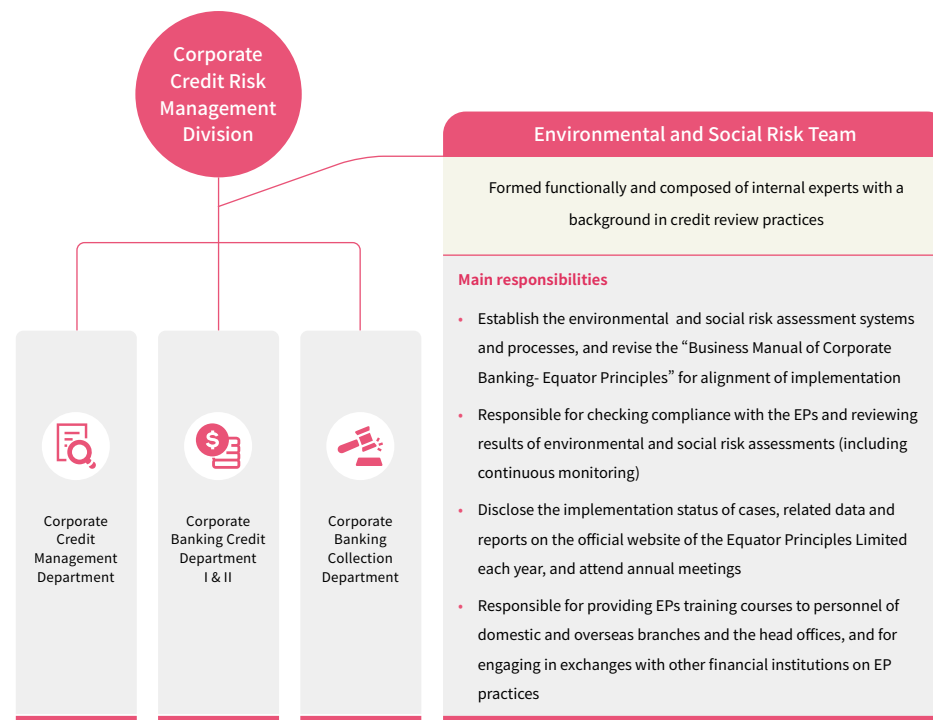 Corporate
Credit Risk
Management
Division
Environmental and Social Risk Team
Formed functionally and composed of internal experts with a
background in credit review practices
Main responsibilities
• Establish the environmental and social risk assessment systems
and processes, and revise the “Business Manual of Corporate
Banking- Equator Principles” for alignment of implementation
• Responsible for checking compliance with the EPs and reviewing
results of environmental and social risk assessments (including
continuous monitoring)
• Disclose the implementation status of cases, related data and
reports on the official website of the Equator Principles Limited
each year, and attend annual meetings
• Responsible for providing EPs training courses to personnel of
domestic and overseas branches and the head offices, and for
engaging in exchanges with other financial institutions on EP
practices
$
Corporate
Credit
Management
Department
Corporate
Banking Credit
Department
I & II
Corporate
Banking
Collection
Department